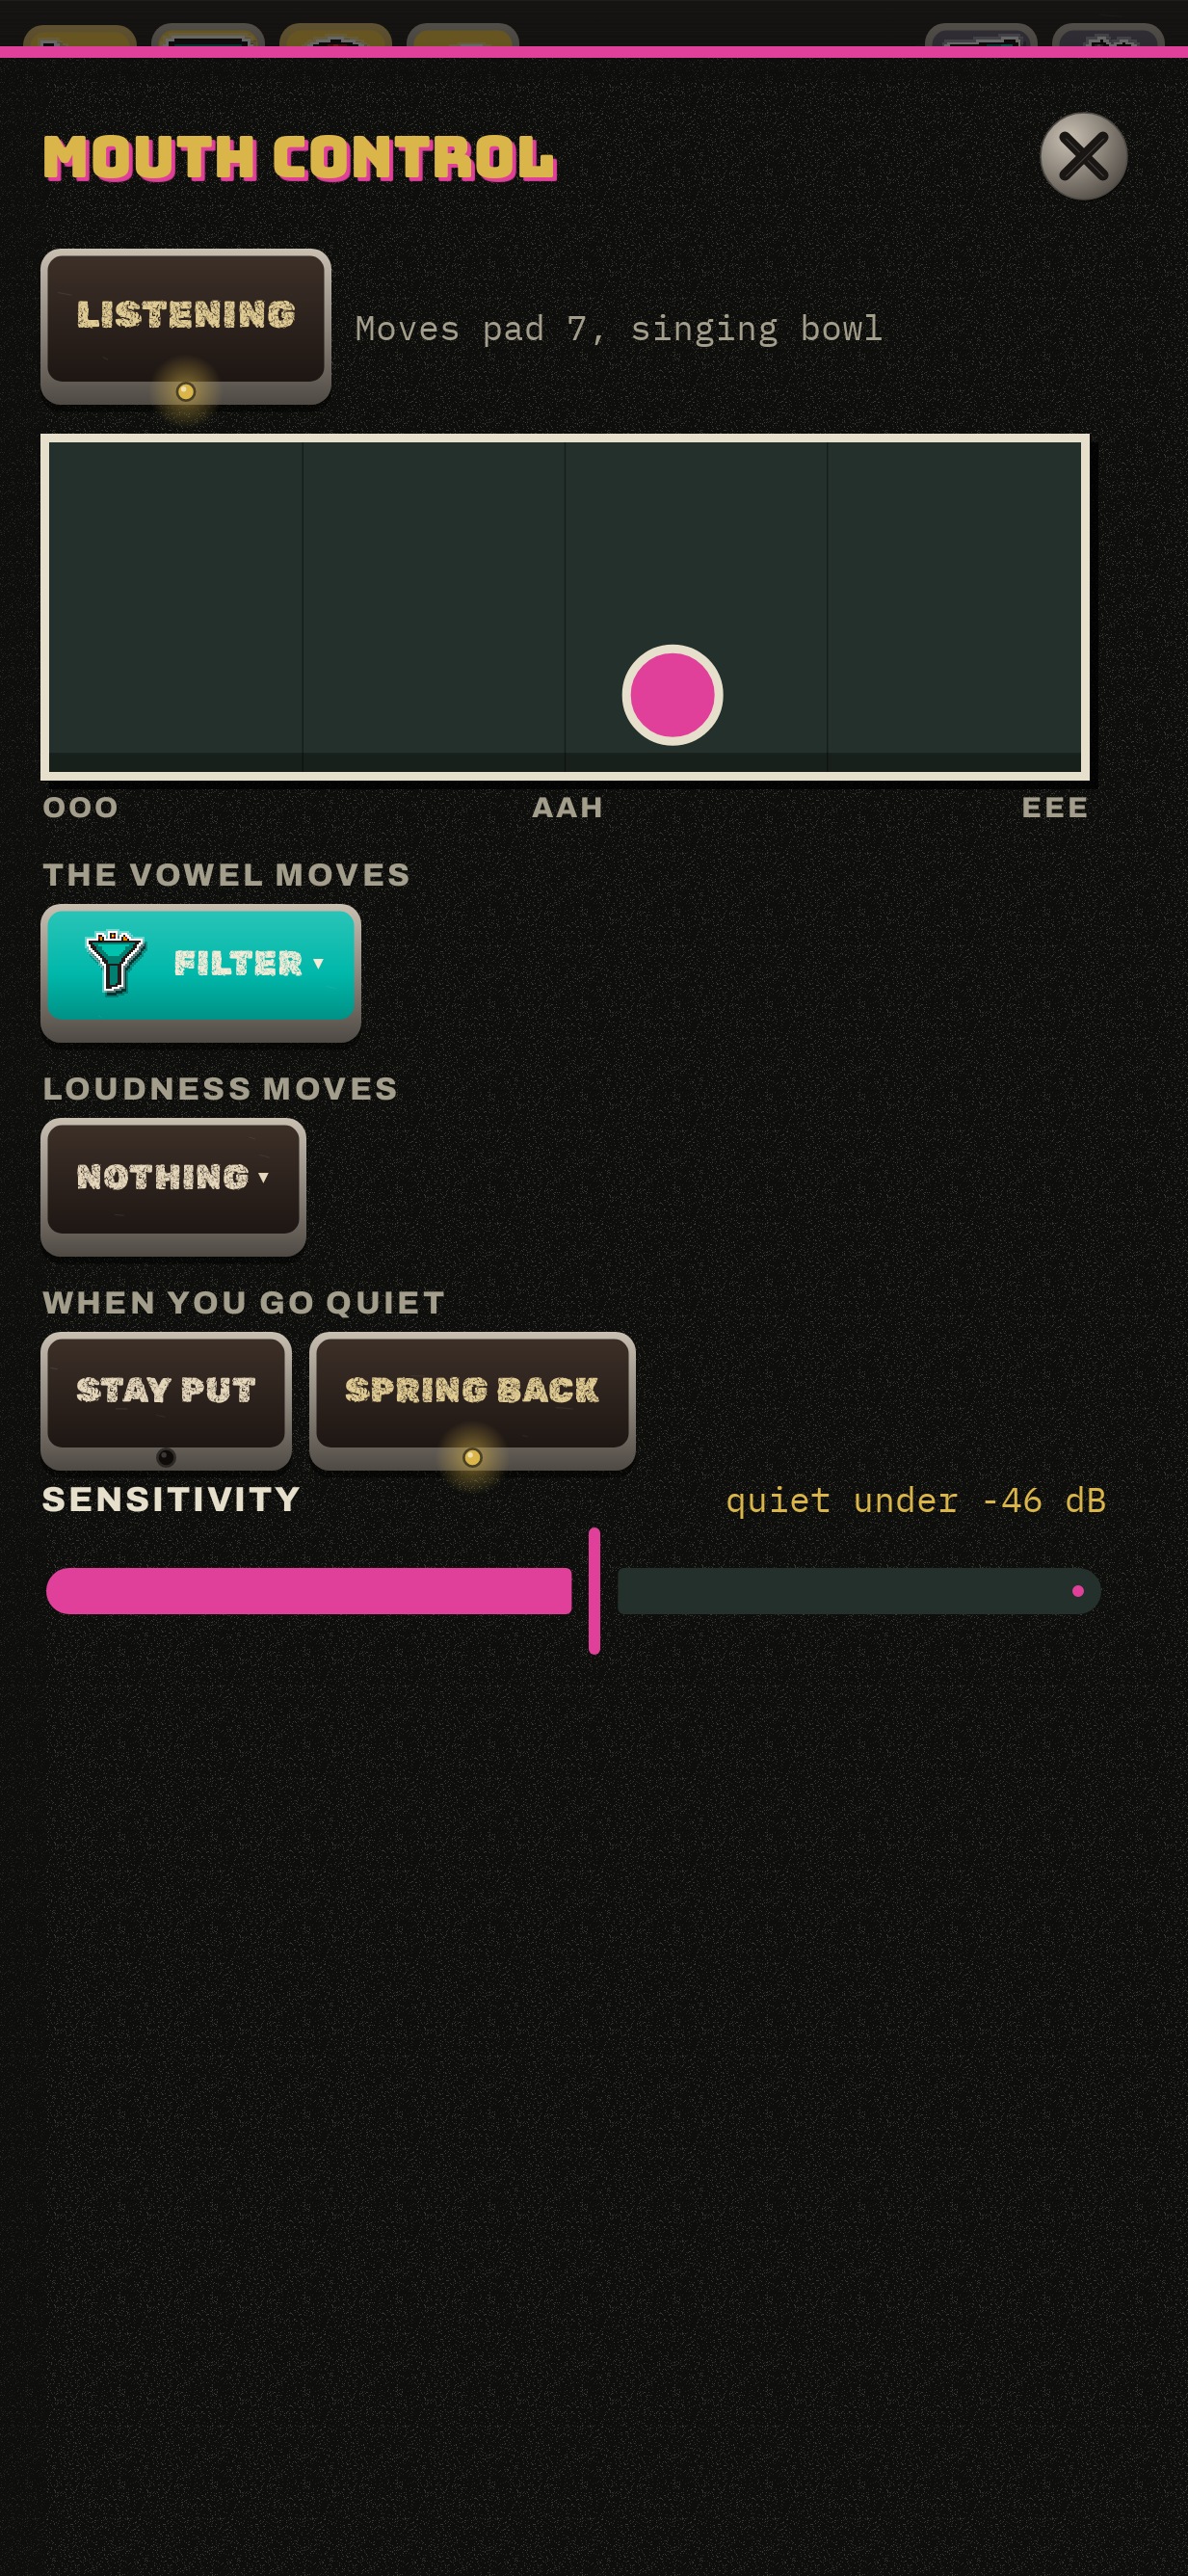 MOUTH CONTROL
LISTENING
Moves pad 7, singing bowl
OOO AAH EEE
THE VOWEL MOVES
FILTER ▾
LOUDNESS MOVES
NOTHING ▾
WHEN YOU GO QUIET
STAY PUT SPRING BACK
SENSITIVITY quiet under -46 dB